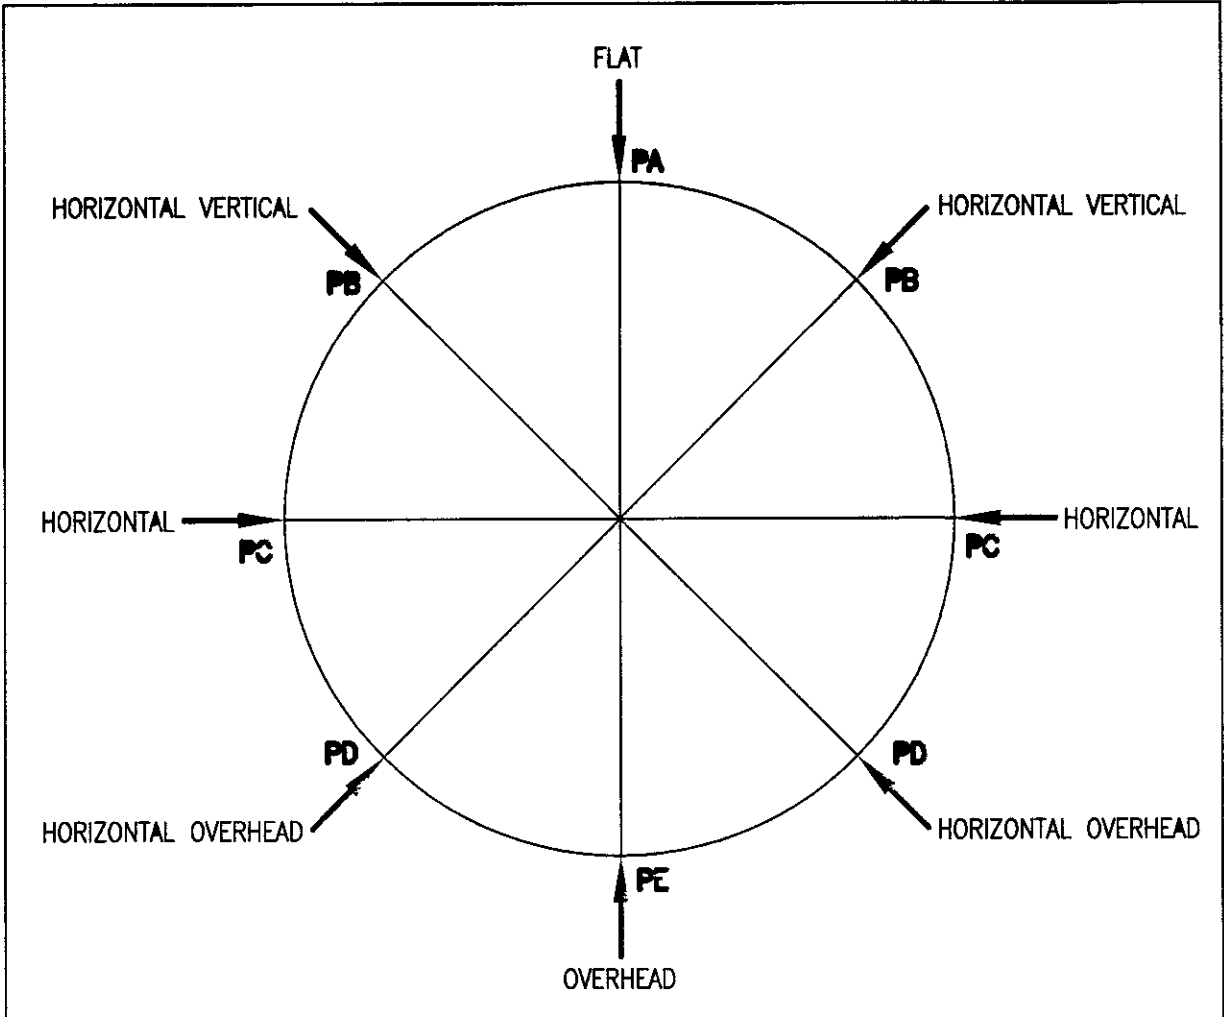 FLAT
PA
HORIZONTAL VERTICAL
HORIZONTAL VERTICAL
PB
PB
HORIZONTAL
HORIZONTAL
PC
PC
PD
PD
HORIZONTAL OVERHEAD
HORIZONTAL OVERHEAD
PE
OVERHEAD